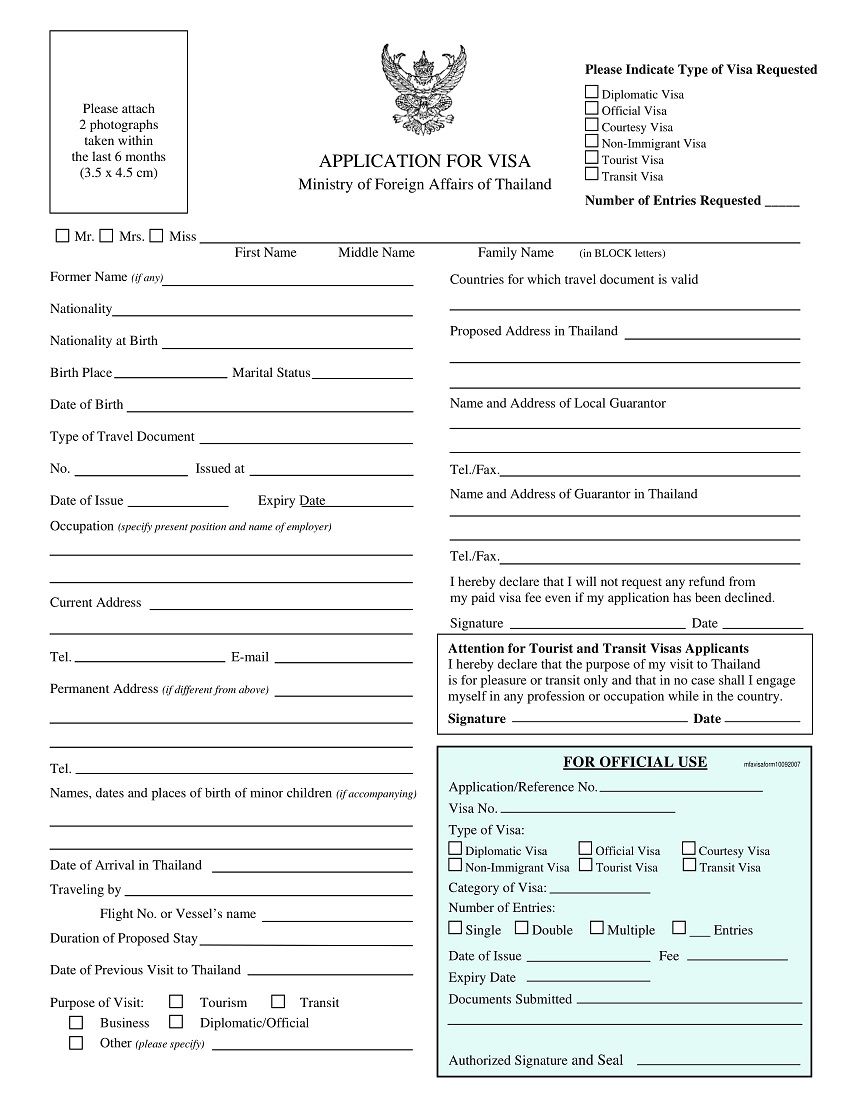 Please attach
2 photographs
taken within
the last 6 months
(3.5 x 4.5 cm)
APPLICATION FOR VISA
Ministry of Foreign Affairs of Thailand
Please Indicate Type of Visa Requested
Diplomatic Visa
Official Visa
Courtesy Visa
Non-Immigrant Visa
Tourist Visa
Transit Visa
Number of Entries Requested _____
Mr. Mrs. Miss
First Name Middle Name Family Name (in BLOCK letters)
Former Name (if any)
Nationality
Nationality at Birth
Birth Place Marital Status
Date of Birth
Type of Travel Document
No. Issued at
Date of Issue Expiry Date
Occupation (specify present position and name of employer)
Current Address
Tel. E-mail
Permanent Address (if different from above)
Tel.
Names, dates and places of birth of minor children (if accompanying)
Date of Arrival in Thailand
Traveling by
Flight No. or Vessel's name
Duration of Proposed Stay
Date of Previous Visit to Thailand
Purpose of Visit: Tourism Transit
Business Diplomatic/Official
Other (please specify)
Countries for which travel document is valid
Proposed Address in Thailand
Name and Address of Local Guarantor
Tel./Fax.
Name and Address of Guarantor in Thailand
Tel./Fax.
I hereby declare that I will not request any refund from
my paid visa fee even if my application has been declined.
Signature Date
Attention for Tourist and Transit Visas Applicants
I hereby declare that the purpose of my visit to Thailand
is for pleasure or transit only and that in no case shall I engage
myself in any profession or occupation while in the country.
Signature Date
FOR OFFICIAL USE mfavisaform10092007
Application/Reference No.
Visa No.
Type of Visa:
Diplomatic Visa Official Visa Courtesy Visa
Non-Immigrant Visa Tourist Visa Transit Visa
Category of Visa:
Number of Entries:
Single Double Multiple ___ Entries
Date of Issue Fee
Expiry Date
Documents Submitted
Authorized Signature and Seal